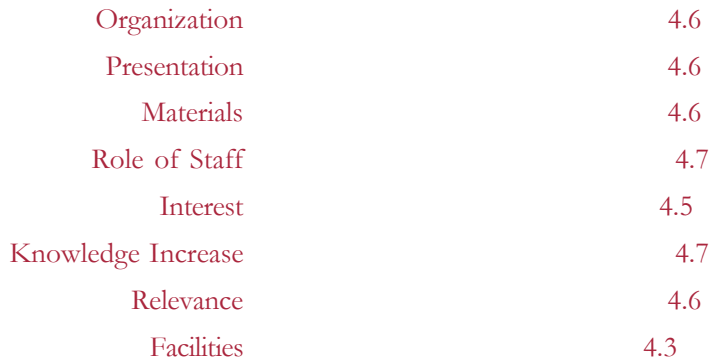 Organization 4.6
Presentation 4.6
Materials 4.6
Role of Staff 4.7
Interest 4.5
Knowledge Increase 4.7
Relevance 4.6
Facilities 4.3